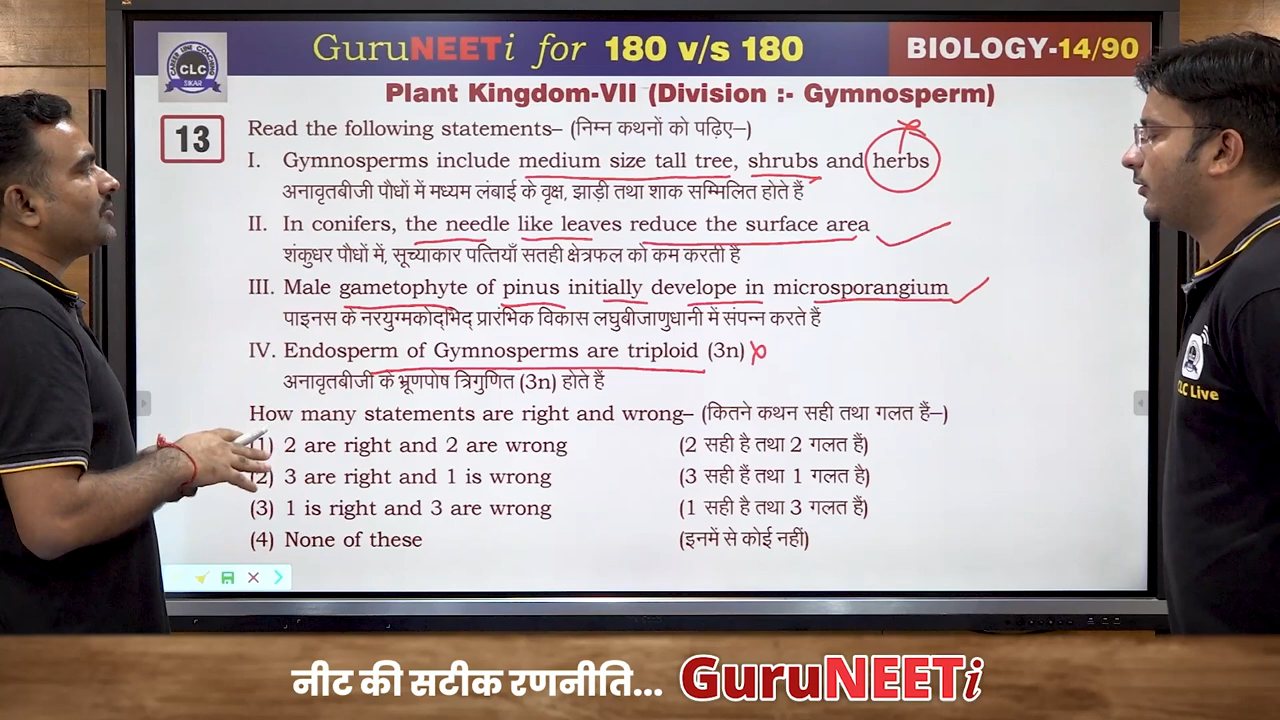 GuruNEETi for 180 v/s 180
BIOLOGY-14/90
CAREER LINE COACHING
CLC
SIKAR
Plant Kingdom-VII (Division :- Gymnosperm)
13
Read the following statements– (निम्न कथनों को पढ़िए–)
I. Gymnosperms include medium size tall tree, shrubs and herbs
अनावृतबीजी पौधों में मध्यम लंबाई के वृक्ष, झाड़ी तथा शाक सम्मिलित होते हैं
II. In conifers, the needle like leaves reduce the surface area
शंकुधर पौधों में, सूच्याकार पत्तियाँ सतही क्षेत्रफल को कम करती हैं
III. Male gametophyte of pinus initially develope in microsporangium
पाइनस के नरयुग्मकोद्‌भिद् प्रारंभिक विकास लघुबीजाणुधानी में संपन्न करते हैं
IV. Endosperm of Gymnosperms are triploid (3n)
अनावृतबीजी के भ्रूणपोष त्रिगुणित (3n) होते हैं
How many statements are right and wrong– (कितने कथन सही तथा गलत हैं–)
(1) 2 are right and 2 are wrong (2 सही है तथा 2 गलत हैं)
(2) 3 are right and 1 is wrong (3 सही हैं तथा 1 गलत है)
(3) 1 is right and 3 are wrong (1 सही है तथा 3 गलत हैं)
(4) None of these (इनमें से कोई नहीं)
CLC Live
नीट की सटीक रणनीति... GuruNEETi